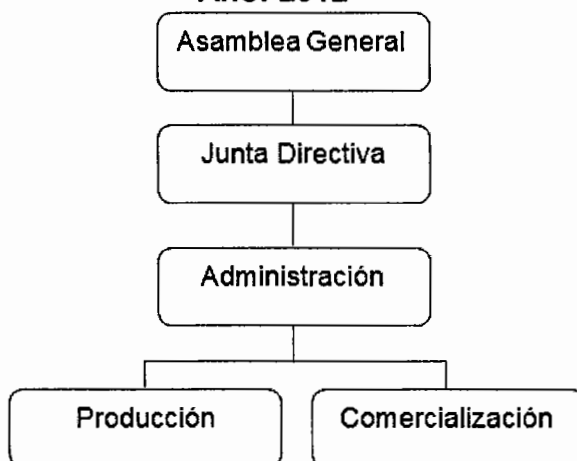 Asamblea General
Junta Directiva
Administración
Producción
Comercialización